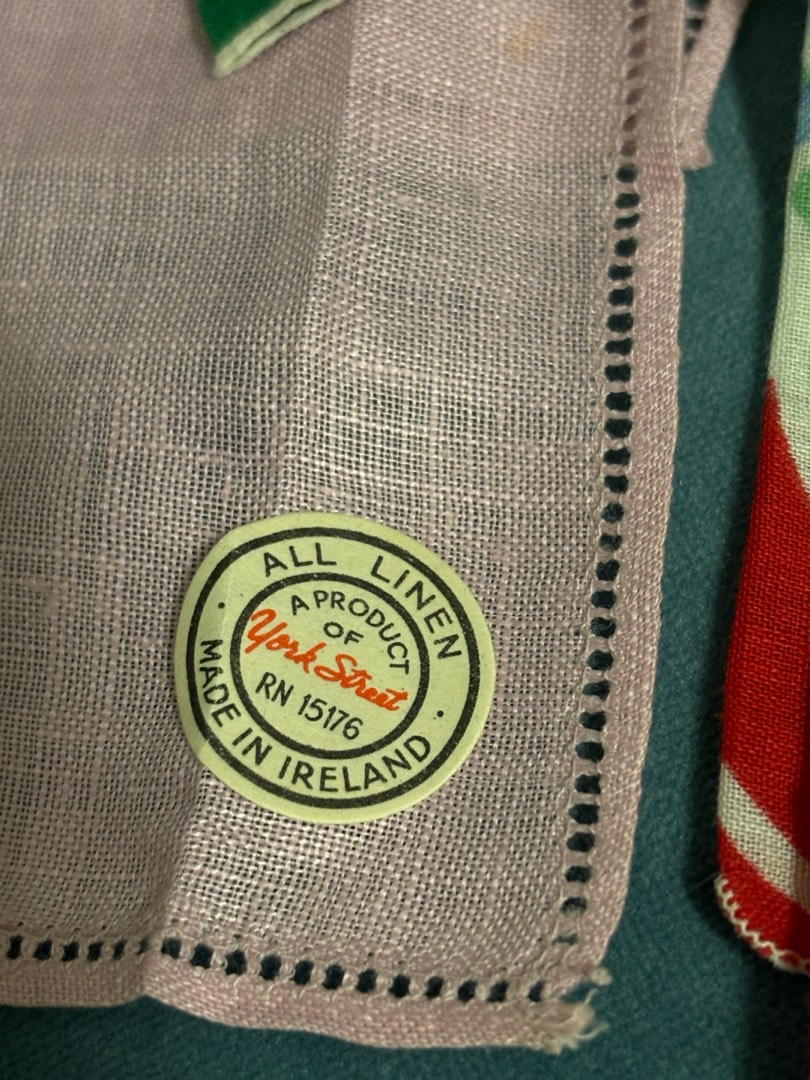 ALL LINEN
A PRODUCT
OF
York Street
RN 15176
MADE IN IRELAND